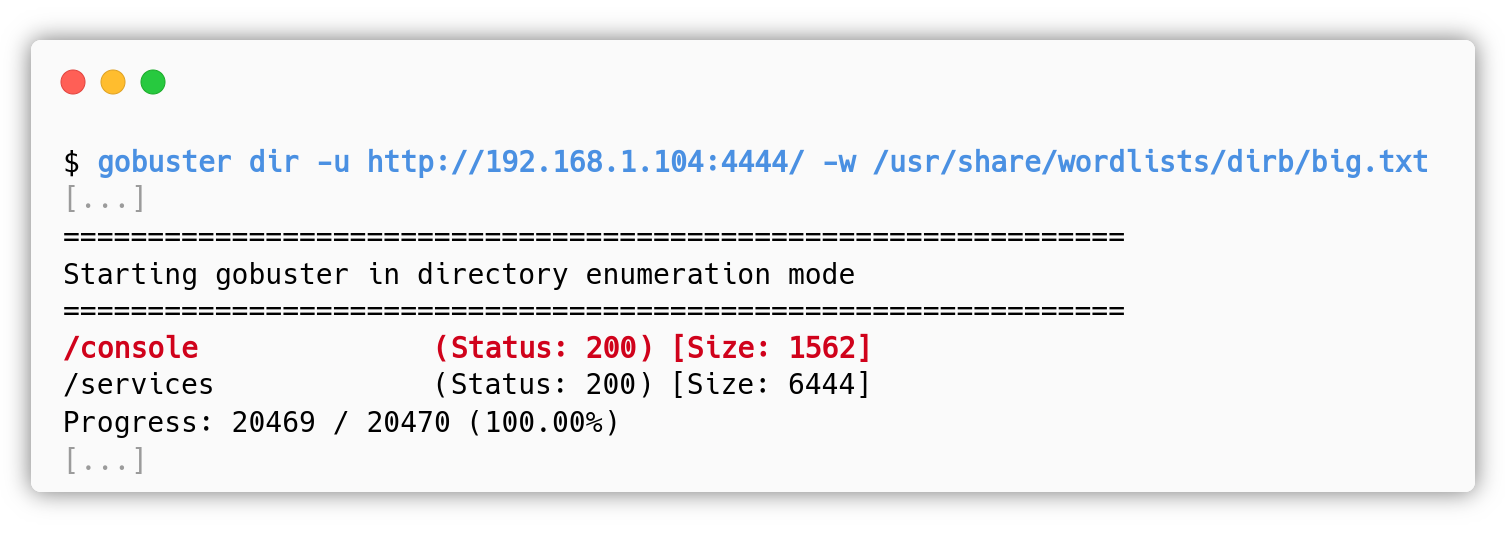 $ gobuster dir -u http://192.168.1.104:4444/ -w /usr/share/wordlists/dirb/big.txt
[...]
===============================================================
Starting gobuster in directory enumeration mode
===============================================================
/console              (Status: 200) [Size: 1562]
/services             (Status: 200) [Size: 6444]
Progress: 20469 / 20470 (100.00%)
[...]